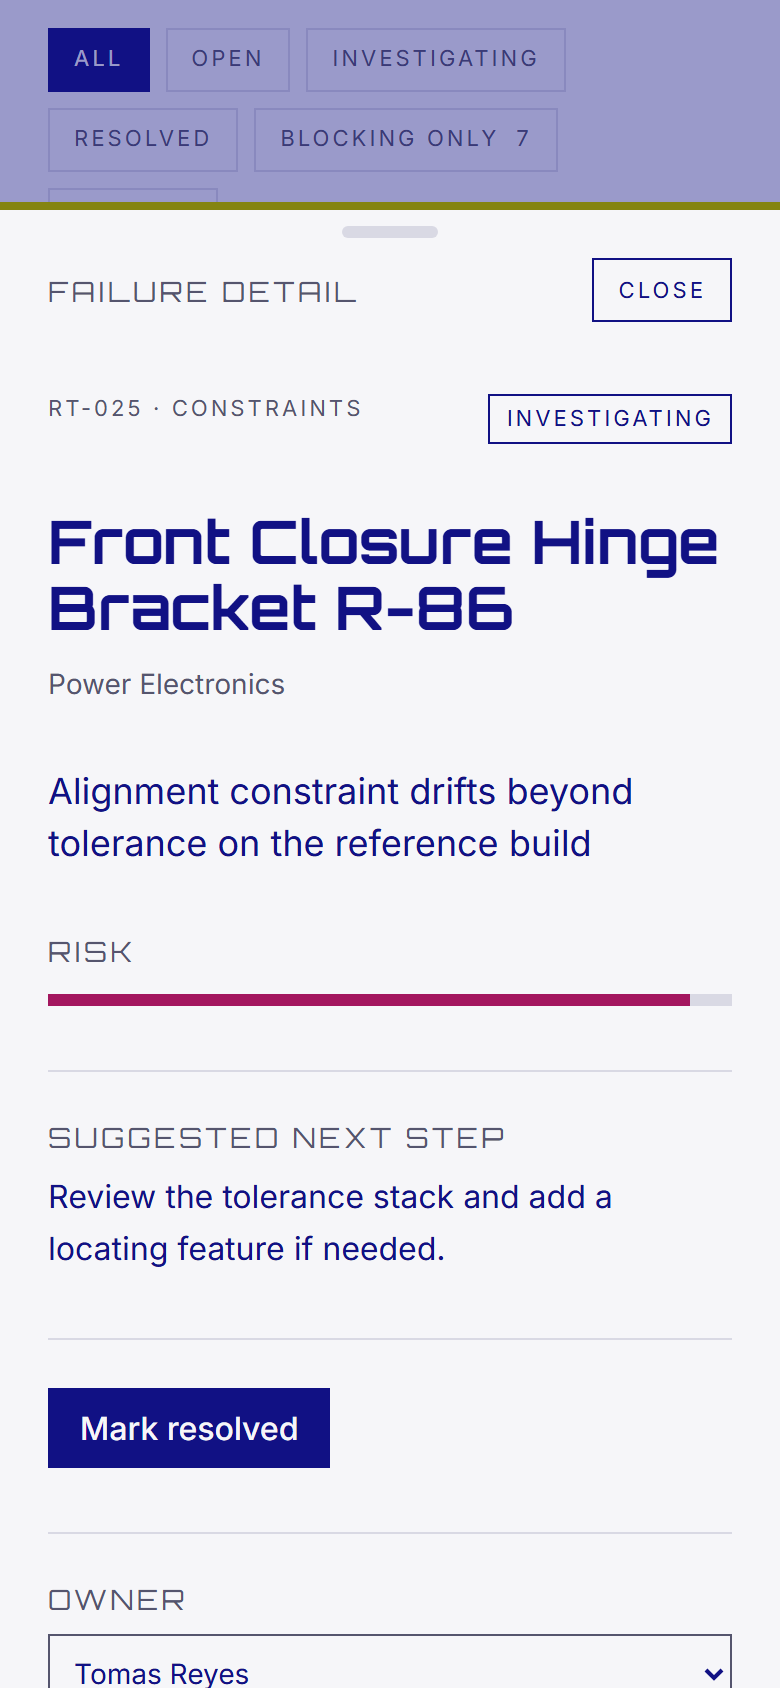 ALL
OPEN
INVESTIGATING
RESOLVED
BLOCKING ONLY 7
FAILURE DETAIL
CLOSE
RT-025 · CONSTRAINTS
INVESTIGATING
Front Closure Hinge
Bracket R-86
Power Electronics
Alignment constraint drifts beyond
tolerance on the reference build
RISK
SUGGESTED NEXT STEP
Review the tolerance stack and add a
locating feature if needed.
Mark resolved
OWNER
Tomas Reyes